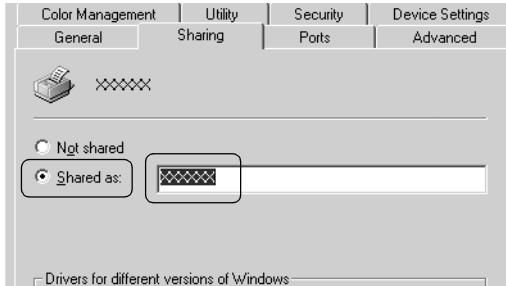 Color Management Utility Security Device Settings
General Sharing Ports Advanced
XXXXXX
Not shared
Shared as: XXXXXX
Drivers for different versions of Windows